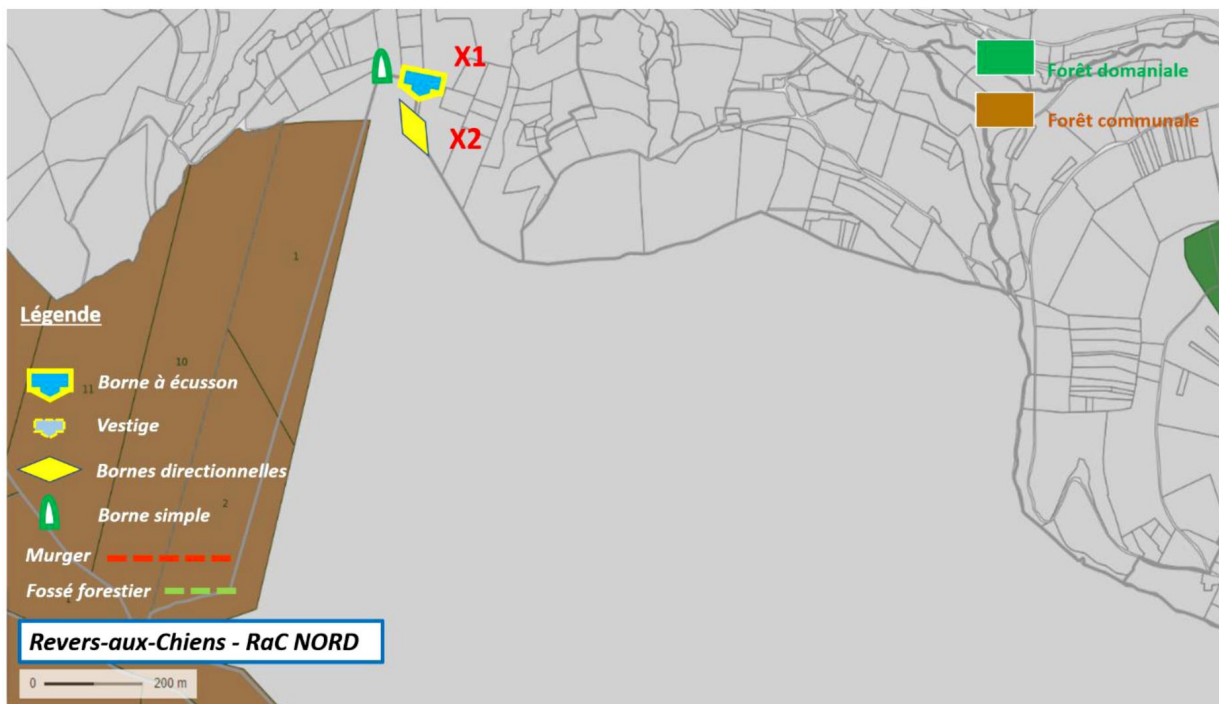 X1
X2
Forêt domaniale
Forêt communale
1
10
11
2
Légende
Borne à écusson
Vestige
Bornes directionnelles
Borne simple
Murger
Fossé forestier
Revers-aux-Chiens - RaC NORD
0 200 m